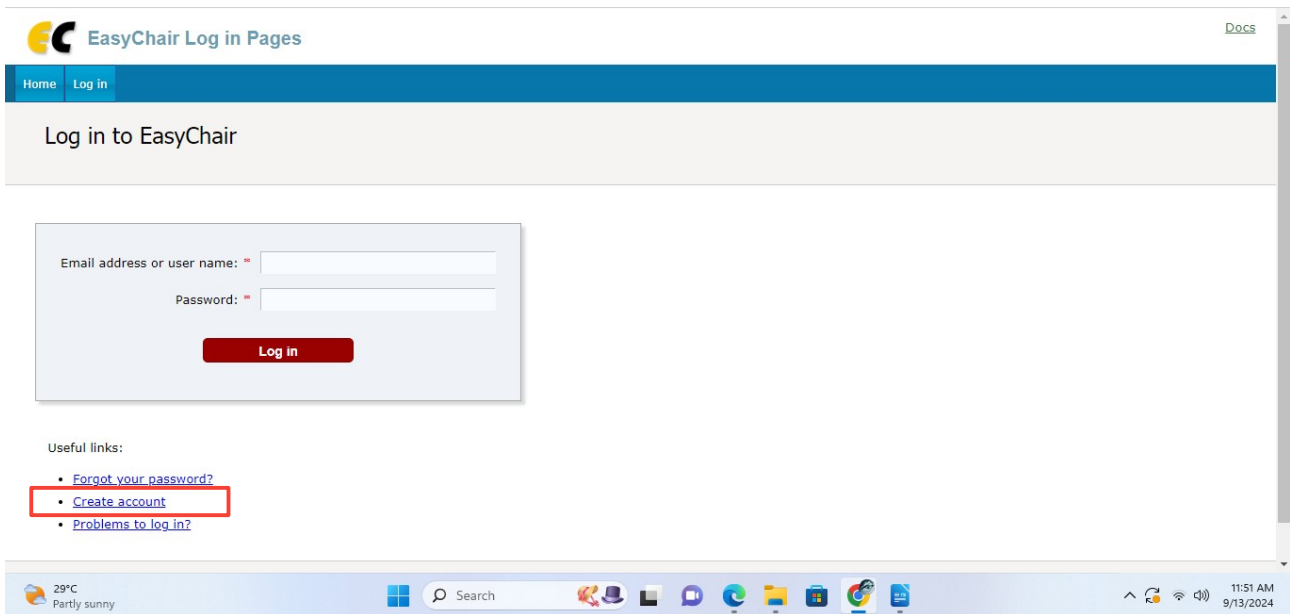 EasyChair Log in Pages
Docs
Home Log in
Log in to EasyChair
Email address or user name: *
Password: *
Log in
Useful links:
• Forgot your password?
• Create account
• Problems to log in?
29°C
Partly sunny
Search
11:51 AM
9/13/2024